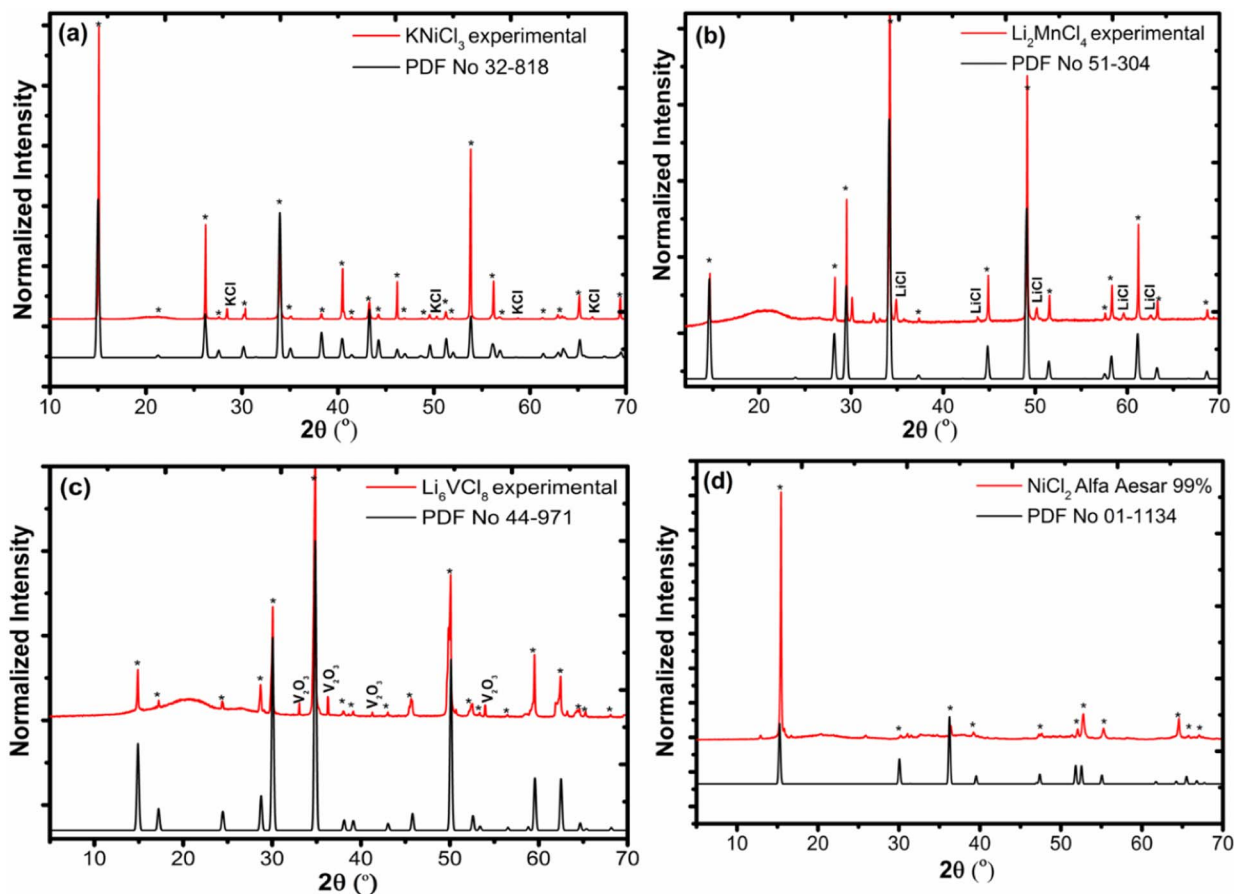 (a)
KNiCl₃ experimental
PDF No 32-818
Normalized Intensity
* * * * KCl * * * * * * * * * * KCl * * * * KCl * * * KCl *
10 20 30 40 50 60 70
2θ (°)
(b)
Li₂MnCl₄ experimental
PDF No 51-304
Normalized Intensity
* * * * LiCl * LiCl * * LiCl * * * LiCl * LiCl * *
20 30 40 50 60 70
2θ (°)
(c)
Li₆VCl₈ experimental
PDF No 44-971
Normalized Intensity
* * * * * V₂O₃ * V₂O₃ * * V₂O₃ * * * * * V₂O₃ * * * * * *
10 20 30 40 50 60 70
2θ (°)
(d)
NiCl₂ Alfa Aesar 99%
PDF No 01-1134
Normalized Intensity
* * * * * * * * * * *
10 20 30 40 50 60 70
2θ (°)